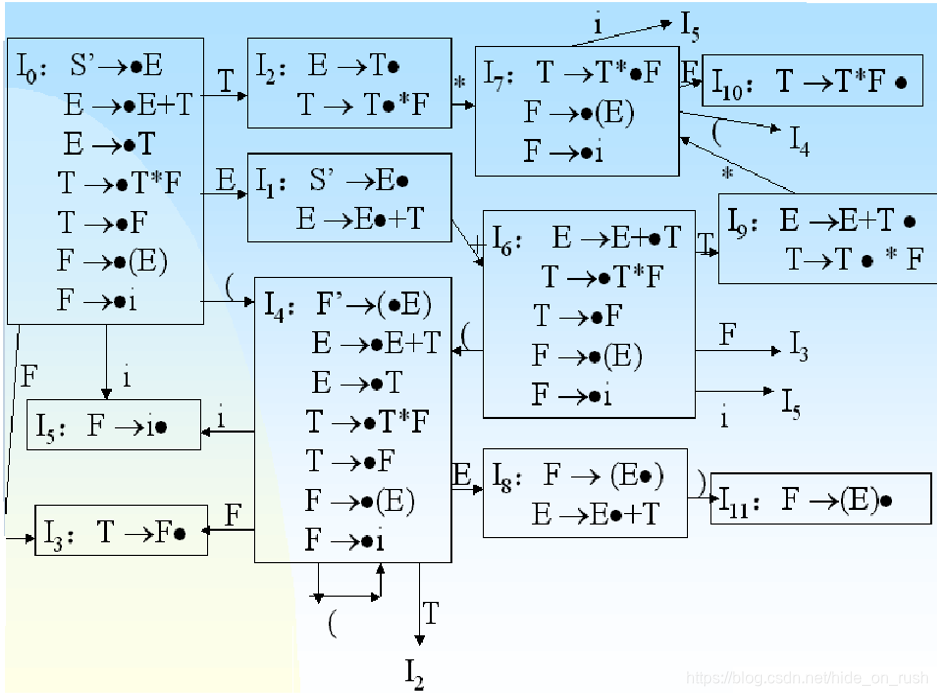 I0: S’→•E
E→•E+T
E→•T
T→•T*F
T→•F
F→•(E)
F→•i
T
I2: E→T•
T→T•*F
*
I7: T→T*•F
F→•(E)
F→•i
i
I5
F
I10: T→T*F •
(
I4
*
E
I1: S’→E•
E→E•+T
+
I6: E→E+•T
T→•T*F
T→•F
F→•(E)
F→•i
T
I9: E→E+T •
T→T • * F
F
I3
i
I5
(
(
I4: F’→(•E)
E→•E+T
E→•T
T→•T*F
T→•F
F→•(E)
F→•i
F
i
I5: F→i•
i
I3: T→F•
F
E
I8: F→(E•)
E→E•+T
)
I11: F→(E)•
(
T
I2
https://blog.csdn.net/hide_on_rush